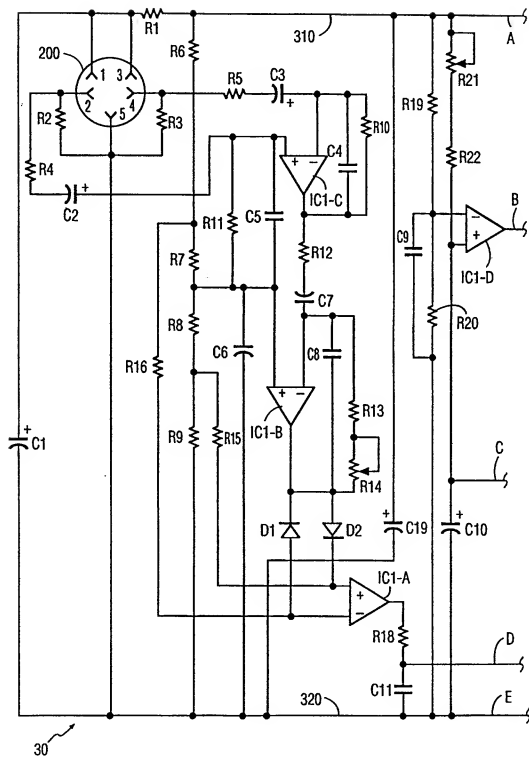 R1
310
A
200
R6
1 3
2 4
5
R5
C3
+
R21
R2
R3
R19
C4
R10
R4
+ −
R22
IC1-C
C2
+
B
−
+
R11
C5
C9
IC1-D
R12
R7
C7
R20
R8
C6
C8
R16
+ −
R13
IC1-B
R9
R15
+
C1
R14
C
D1
D2
+
C19
+
C10
IC1-A
+
−
R18
D
C11
320
E
30